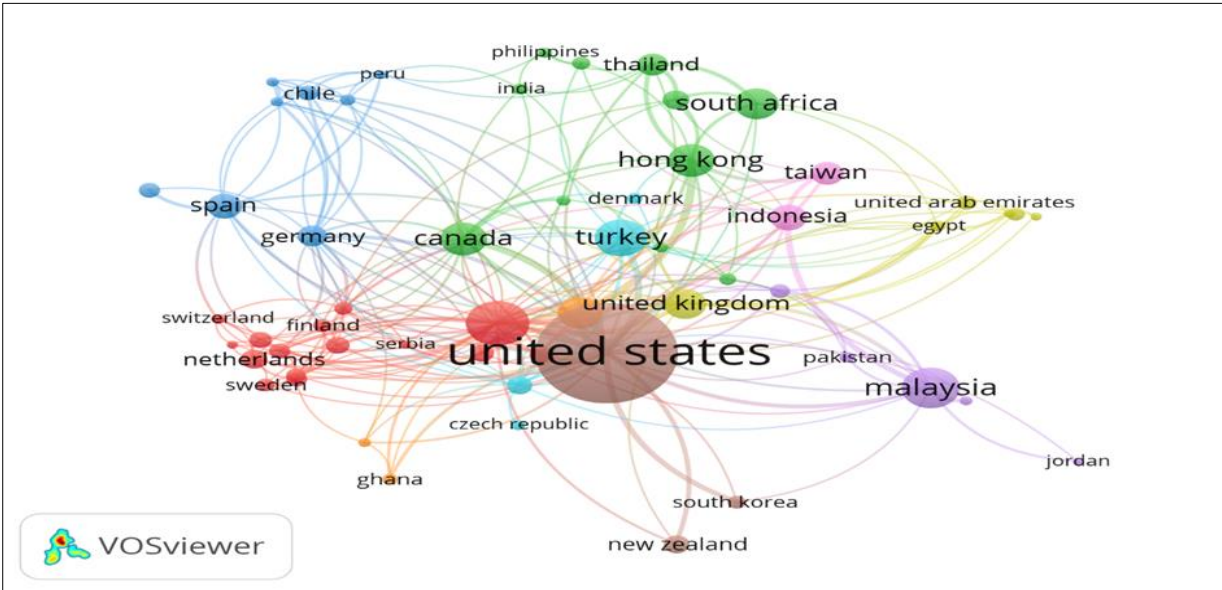 philippines
thailand
peru
india
chile
south africa
hong kong
taiwan
denmark
united arab emirates
spain
indonesia
egypt
germany
canada
turkey
united kingdom
switzerland
finland
serbia
united states
netherlands
pakistan
sweden
malaysia
czech republic
jordan
ghana
south korea
new zealand
VOSviewer